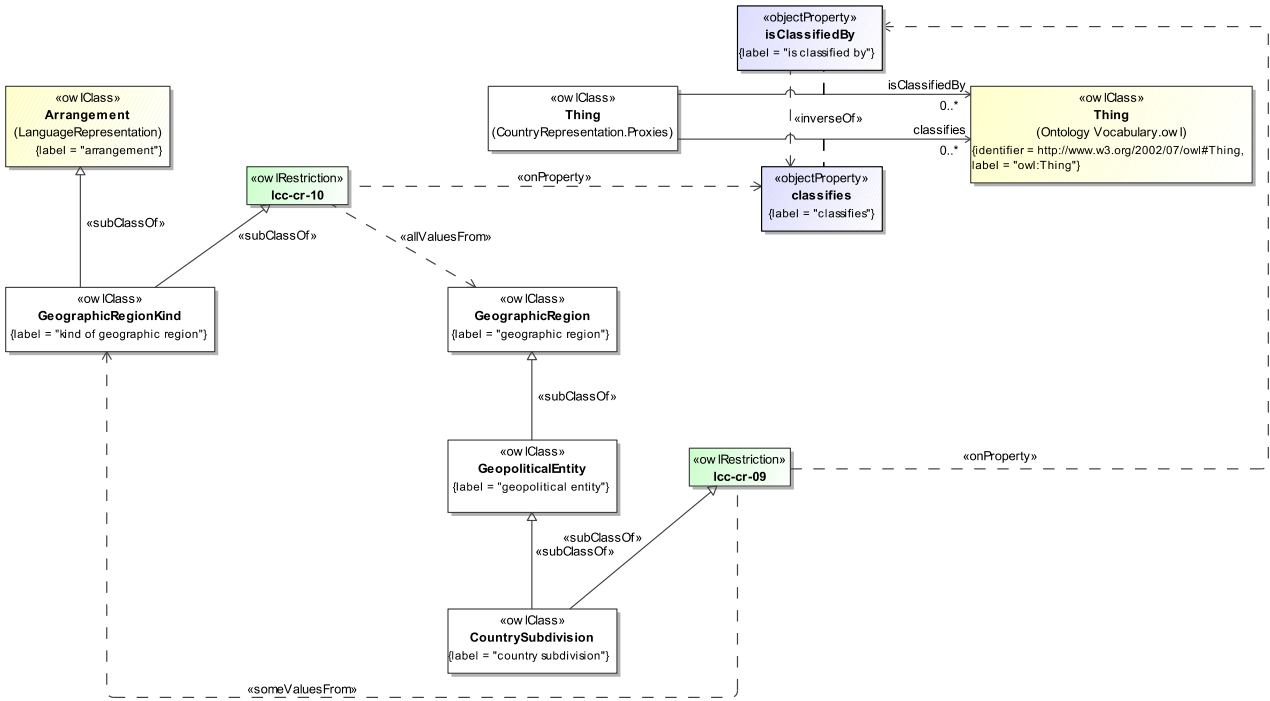 «objectProperty»
isClassifiedBy
{label = "is classified by"}
«owlClass»
Arrangement
(LanguageRepresentation)
{label = "arrangement"}
«owlClass»
Thing
(CountryRepresentation.Proxies)
isClassifiedBy
0..*
classifies
0..*
«inverseOf»
«owlClass»
Thing
(Ontology Vocabulary.owl)
{identifier = http://www.w3.org/2002/07/owl#Thing,
label = "owl:Thing"}
«owlRestriction»
lcc-cr-10
«onProperty»
«objectProperty»
classifies
{label = "classifies"}
«subClassOf»
«subClassOf»
«allValuesFrom»
«owlClass»
GeographicRegionKind
{label = "kind of geographic region"}
«owlClass»
GeographicRegion
{label = "geographic region"}
«subClassOf»
«owlClass»
GeopoliticalEntity
{label = "geopolitical entity"}
«owlRestriction»
lcc-cr-09
«onProperty»
«subClassOf»
«subClassOf»
«owlClass»
CountrySubdivision
{label = "country subdivision"}
«someValuesFrom»